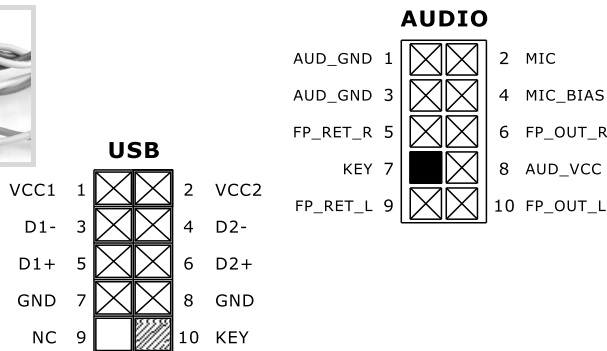 AUDIO
AUD_GND 1 2 MIC
AUD_GND 3 4 MIC_BIAS
FP_RET_R 5 6 FP_OUT_R
KEY 7 8 AUD_VCC
FP_RET_L 9 10 FP_OUT_L
USB
VCC1 1 2 VCC2
D1- 3 4 D2-
D1+ 5 6 D2+
GND 7 8 GND
NC 9 10 KEY